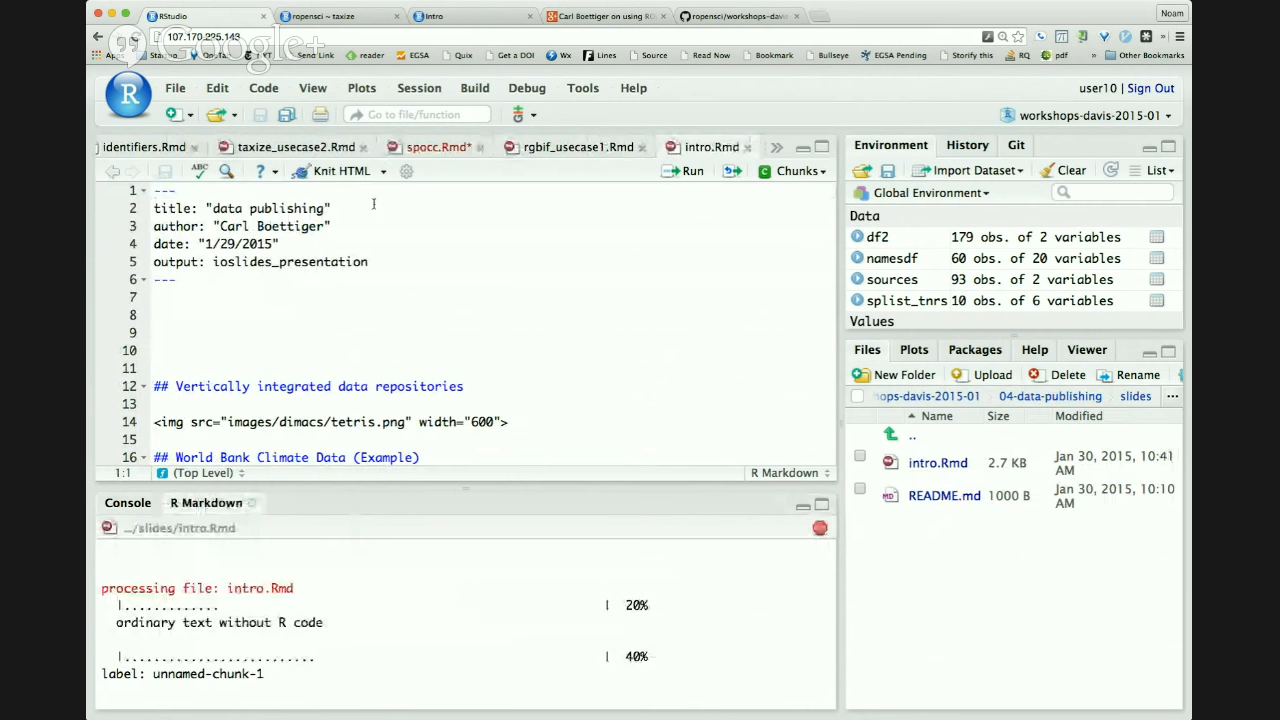 RStudio
ropensci ~ taxize
Intro
Carl Boettiger on using RO
ropensci/workshops-dav
Noam
107.170.225.143
Google+
Apps
Send Link
reader
EGSA
Quix
Get a DOI
Wx
Lines
Source
Read Now
Bookmark
Bullseye
EGSA Pending
Storify this
RQ
pdf
»
Other Bookmarks
R
File
Edit
Code
View
Plots
Session
Build
Debug
Tools
Help
user10 | Sign Out
Go to file/function
workshops-davis-2015-01
identifiers.Rmd
taxize_usecase2.Rmd
spocc.Rmd*
rgbif_usecase1.Rmd
intro.Rmd
ABC
?
Knit HTML
Run
C
Chunks
1 ---
2 title: "data publishing"
3 author: "Carl Boettiger"
4 date: "1/29/2015"
5 output: ioslides_presentation
6 ---
7
8
9
10
11
12 ## Vertically integrated data repositories
13
14 <img src="images/dimacs/tetris.png" width="600">
15
16 ## World Bank Climate Data (Example)
1:1
(Top Level)
R Markdown
Console
R Markdown
.../slides/intro.Rmd
processing file: intro.Rmd
|............. | 20%
ordinary text without R code
|.......................... | 40%
label: unnamed-chunk-1
Environment
History
Git
Import Dataset
Clear
List
Global Environment
Data
df2 179 obs. of 2 variables
namesdf 60 obs. of 20 variables
sources 93 obs. of 2 variables
splist_tnrs 10 obs. of 6 variables
Values
Files
Plots
Packages
Help
Viewer
New Folder
Upload
Delete
Rename
hops-davis-2015-01
04-data-publishing
slides
...
Name
Size
Modified
..
intro.Rmd
2.7 KB
Jan 30, 2015, 10:41
AM
README.md
1000 B
Jan 30, 2015, 10:10
AM